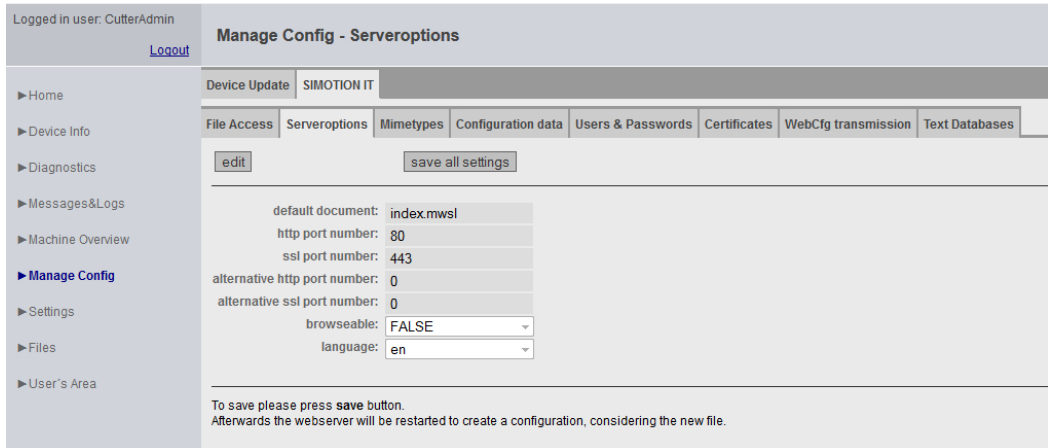 Logged in user: CutterAdmin
Logout
Manage Config - Serveroptions
►Home
►Device Info
►Diagnostics
►Messages&Logs
►Machine Overview
►Manage Config
►Settings
►Files
►User´s Area
Device Update SIMOTION IT
File Access Serveroptions Mimetypes Configuration data Users & Passwords Certificates WebCfg transmission Text Databases
edit save all settings
default document: index.mwsl
http port number: 80
ssl port number: 443
alternative http port number: 0
alternative ssl port number: 0
browseable: FALSE
language: en
To save please press save button.
Afterwards the webserver will be restarted to create a configuration, considering the new file.